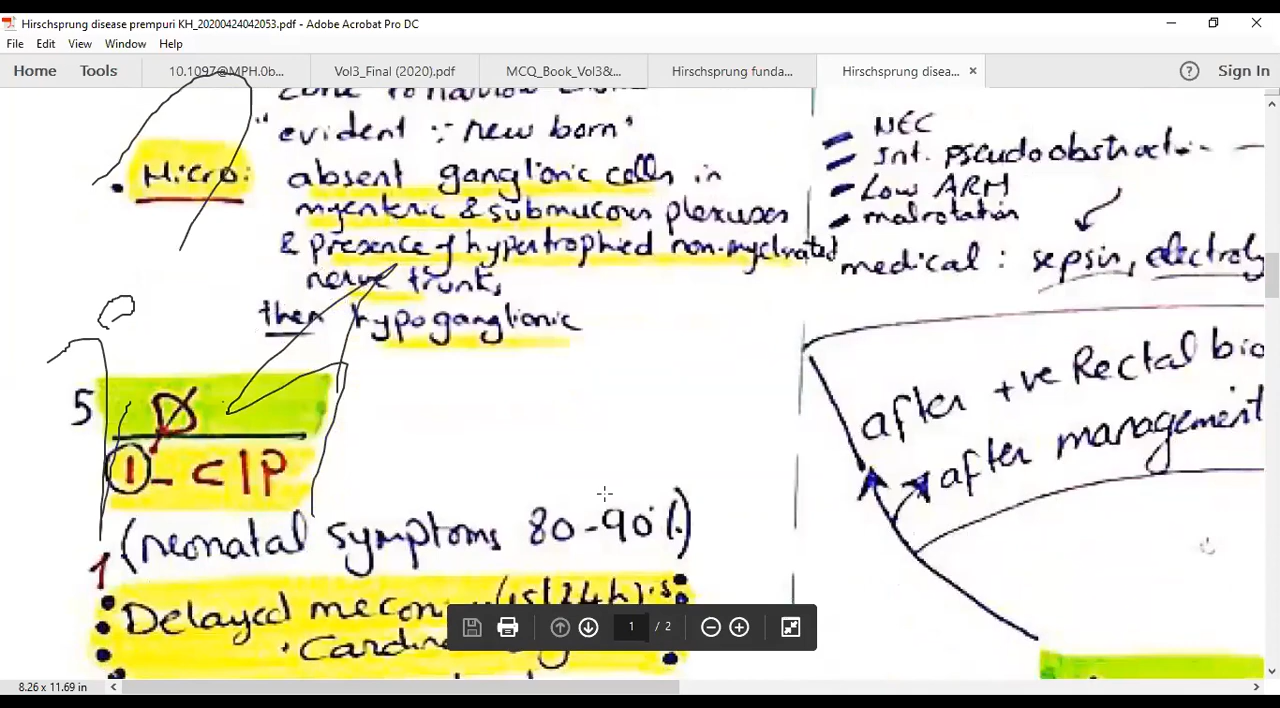 Hirschsprung disease prempuri KH_20200424042053.pdf - Adobe Acrobat Pro DC
File Edit View Window Help
Home Tools 10.1097@MPH.0b... Vol3_Final (2020).pdf MCQ_Book_Vol3&... Hirschsprung funda... Hirschsprung disea... × Sign In
"evident ∵ new born"
• Micro: absent ganglionic cells in
myenteric & submucous plexuses
& presence of hypertrophied non-myelinated
nerve trunks
then hypoganglionic
5 D
① - C/P
(neonatal symptoms 80-90%)
1
Delayed mecon (1st 24h)
• Cardin
NEC
Int. pseudoobstruct
Low ARM
malrotation
medical : sepsis, electroly
after +ve Rectal bio
after management
1 / 2
8.26 x 11.69 in